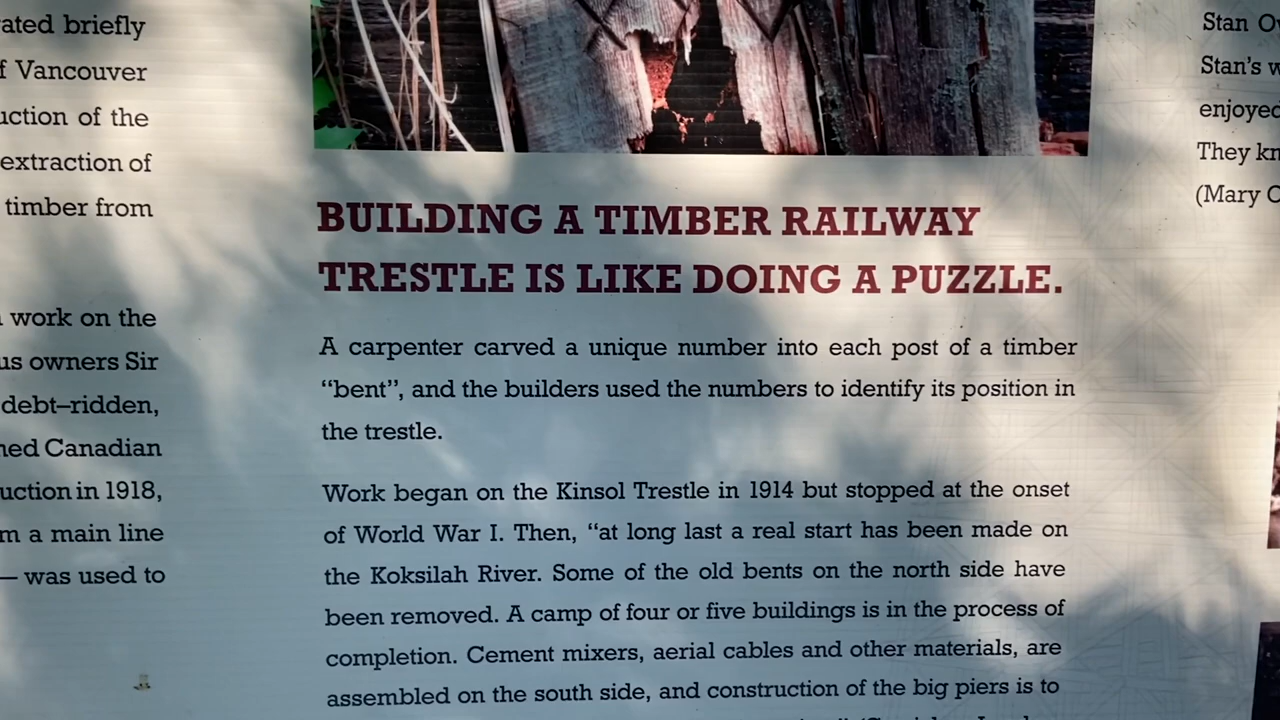 ated briefly
Vancouver
uction of the
extraction of
timber from
work on the
us owners Sir
debt–ridden,
ned Canadian
uction in 1918,
m a main line
— was used to
BUILDING A TIMBER RAILWAY
TRESTLE IS LIKE DOING A PUZZLE.
A carpenter carved a unique number into each post of a timber
“bent”, and the builders used the numbers to identify its position in
the trestle.
Work began on the Kinsol Trestle in 1914 but stopped at the onset
of World War I. Then, “at long last a real start has been made on
the Koksilah River. Some of the old bents on the north side have
been removed. A camp of four or five buildings is in the process of
completion. Cement mixers, aerial cables and other materials, are
assembled on the south side, and construction of the big piers is to
Stan
Stan’s
enjoyed
They
(Mary